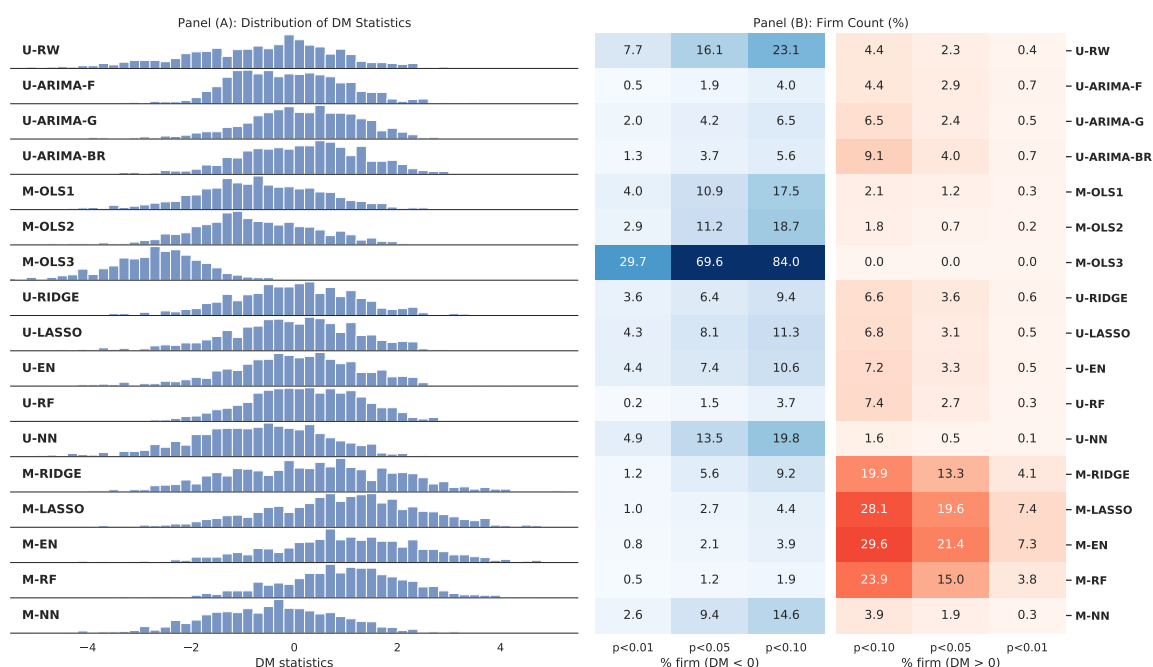 Panel (A): Distribution of DM Statistics
Panel (B): Firm Count (%)
U-RW 7.7 16.1 23.1 4.4 2.3 0.4 U-RW
U-ARIMA-F 0.5 1.9 4.0 4.4 2.9 0.7 U-ARIMA-F
U-ARIMA-G 2.0 4.2 6.5 6.5 2.4 0.5 U-ARIMA-G
U-ARIMA-BR 1.3 3.7 5.6 9.1 4.0 0.7 U-ARIMA-BR
M-OLS1 4.0 10.9 17.5 2.1 1.2 0.3 M-OLS1
M-OLS2 2.9 11.2 18.7 1.8 0.7 0.2 M-OLS2
M-OLS3 29.7 69.6 84.0 0.0 0.0 0.0 M-OLS3
U-RIDGE 3.6 6.4 9.4 6.6 3.6 0.6 U-RIDGE
U-LASSO 4.3 8.1 11.3 6.8 3.1 0.5 U-LASSO
U-EN 4.4 7.4 10.6 7.2 3.3 0.5 U-EN
U-RF 0.2 1.5 3.7 7.4 2.7 0.3 U-RF
U-NN 4.9 13.5 19.8 1.6 0.5 0.1 U-NN
M-RIDGE 1.2 5.6 9.2 19.9 13.3 4.1 M-RIDGE
M-LASSO 1.0 2.7 4.4 28.1 19.6 7.4 M-LASSO
M-EN 0.8 2.1 3.9 29.6 21.4 7.3 M-EN
M-RF 0.5 1.2 1.9 23.9 15.0 3.8 M-RF
M-NN 2.6 9.4 14.6 3.9 1.9 0.3 M-NN
−4 −2 0 2 4 p<0.01 p<0.05 p<0.10 p<0.10 p<0.05 p<0.01
DM statistics % firm (DM < 0) % firm (DM > 0)